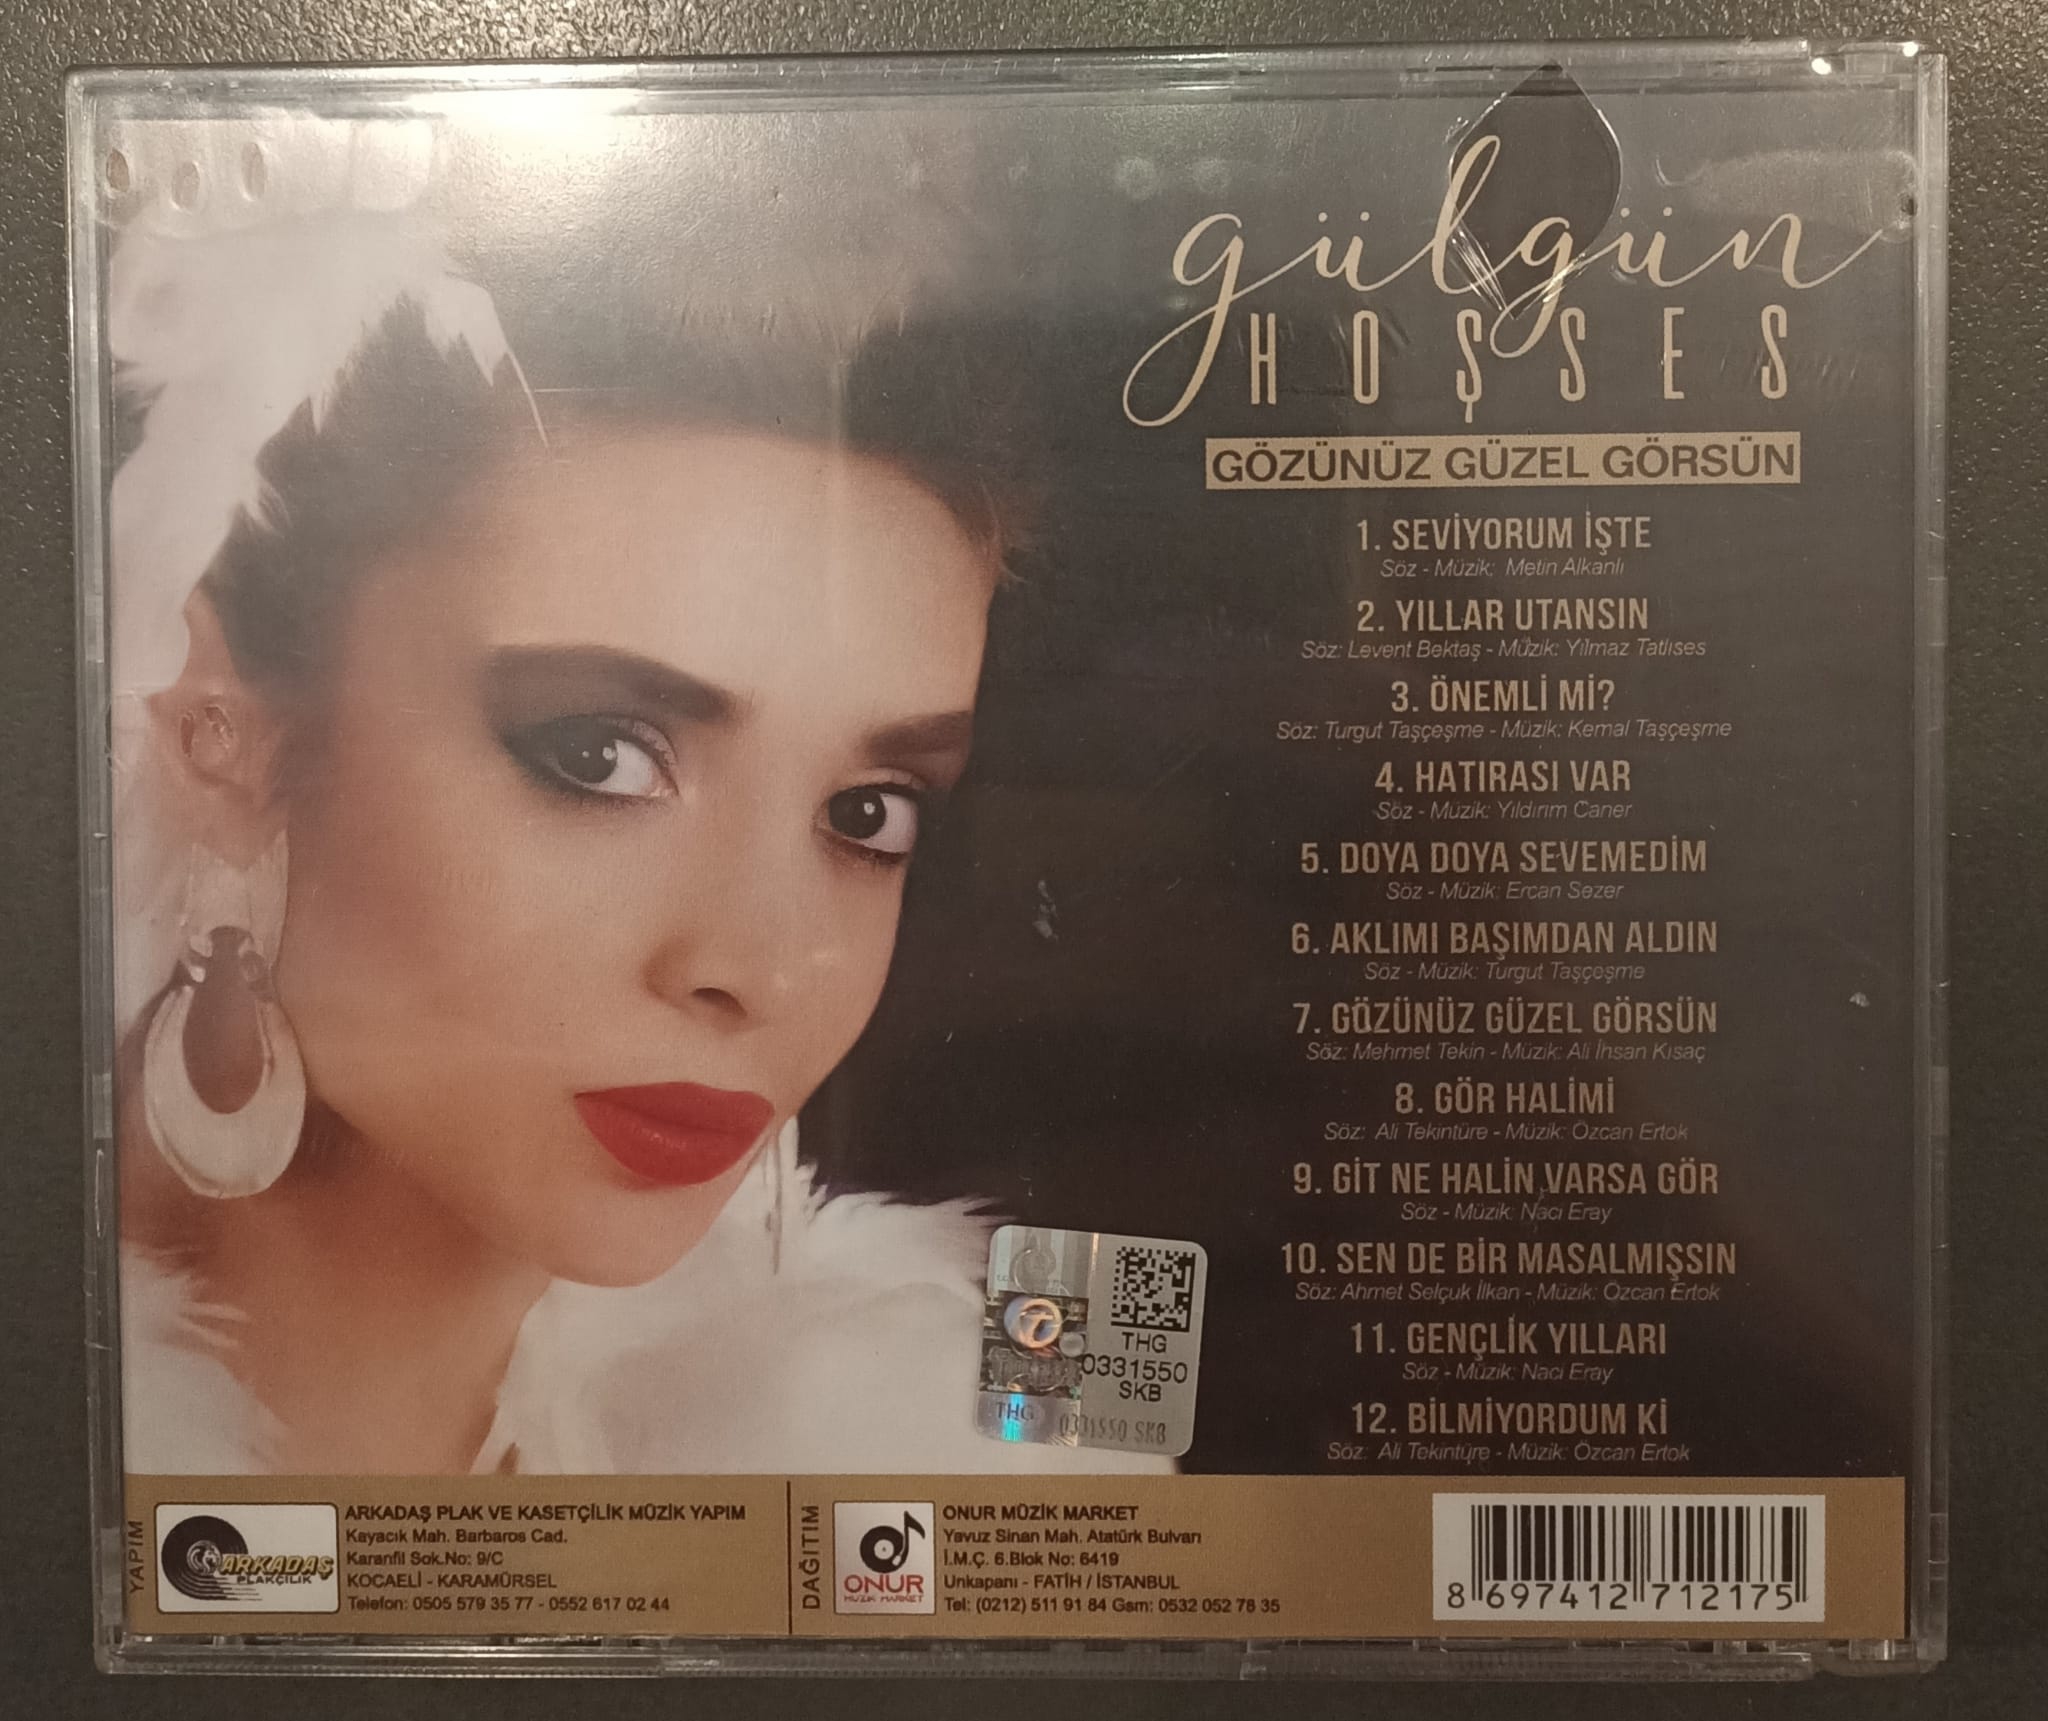 gülgün
HOŞSES
GÖZÜNÜZ GÜZEL GÖRSÜN
1. SEVİYORUM İŞTE
Söz - Müzik: Metin Alkanlı
2. YILLAR UTANSIN
Söz: Levent Bektaş - Müzik: Yılmaz Tatlıses
3. ÖNEMLİ Mİ?
Söz: Turgut Taşçeşme - Müzik: Kemal Taşçeşme
4. HATIRASI VAR
Söz - Müzik: Yıldırım Caner
5. DOYA DOYA SEVEMEDİM
Söz - Müzik: Ercan Sezer
6. AKLIMI BAŞIMDAN ALDIN
Söz - Müzik: Turgut Taşçeşme
7. GÖZÜNÜZ GÜZEL GÖRSÜN
Söz: Mehmet Tekin - Müzik: Ali İhsan Kısaç
8. GÖR HALİMİ
Söz: Ali Tekintüre - Müzik: Özcan Ertok
9. GİT NE HALİN VARSA GÖR
Söz - Müzik: Naci Eray
10. SEN DE BİR MASALMIŞSIN
Söz: Ahmet Selçuk İlkan - Müzik: Özcan Ertok
11. GENÇLİK YILLARI
Söz - Müzik: Naci Eray
12. BİLMİYORDUM Kİ
Söz: Ali Tekintüre - Müzik: Özcan Ertok
THG
0331550
SKB
THG
0331550 SKB
YAPIM
ARKADAŞ
PLAKÇILIK
ARKADAŞ PLAK VE KASETÇİLİK MÜZİK YAPIM
Kayacık Mah. Barbaros Cad.
Karanfil Sok.No: 9/C
KOCAELİ - KARAMÜRSEL
Telefon: 0505 579 35 77 - 0552 617 02 44
DAĞITIM
ONUR
MÜZİK MARKET
ONUR MÜZİK MARKET
Yavuz Sinan Mah. Atatürk Bulvarı
İ.M.Ç. 6.Blok No: 6419
Unkapanı - FATİH / İSTANBUL
Tel: (0212) 511 91 84 Gsm: 0532 052 78 35
8 697412 712175